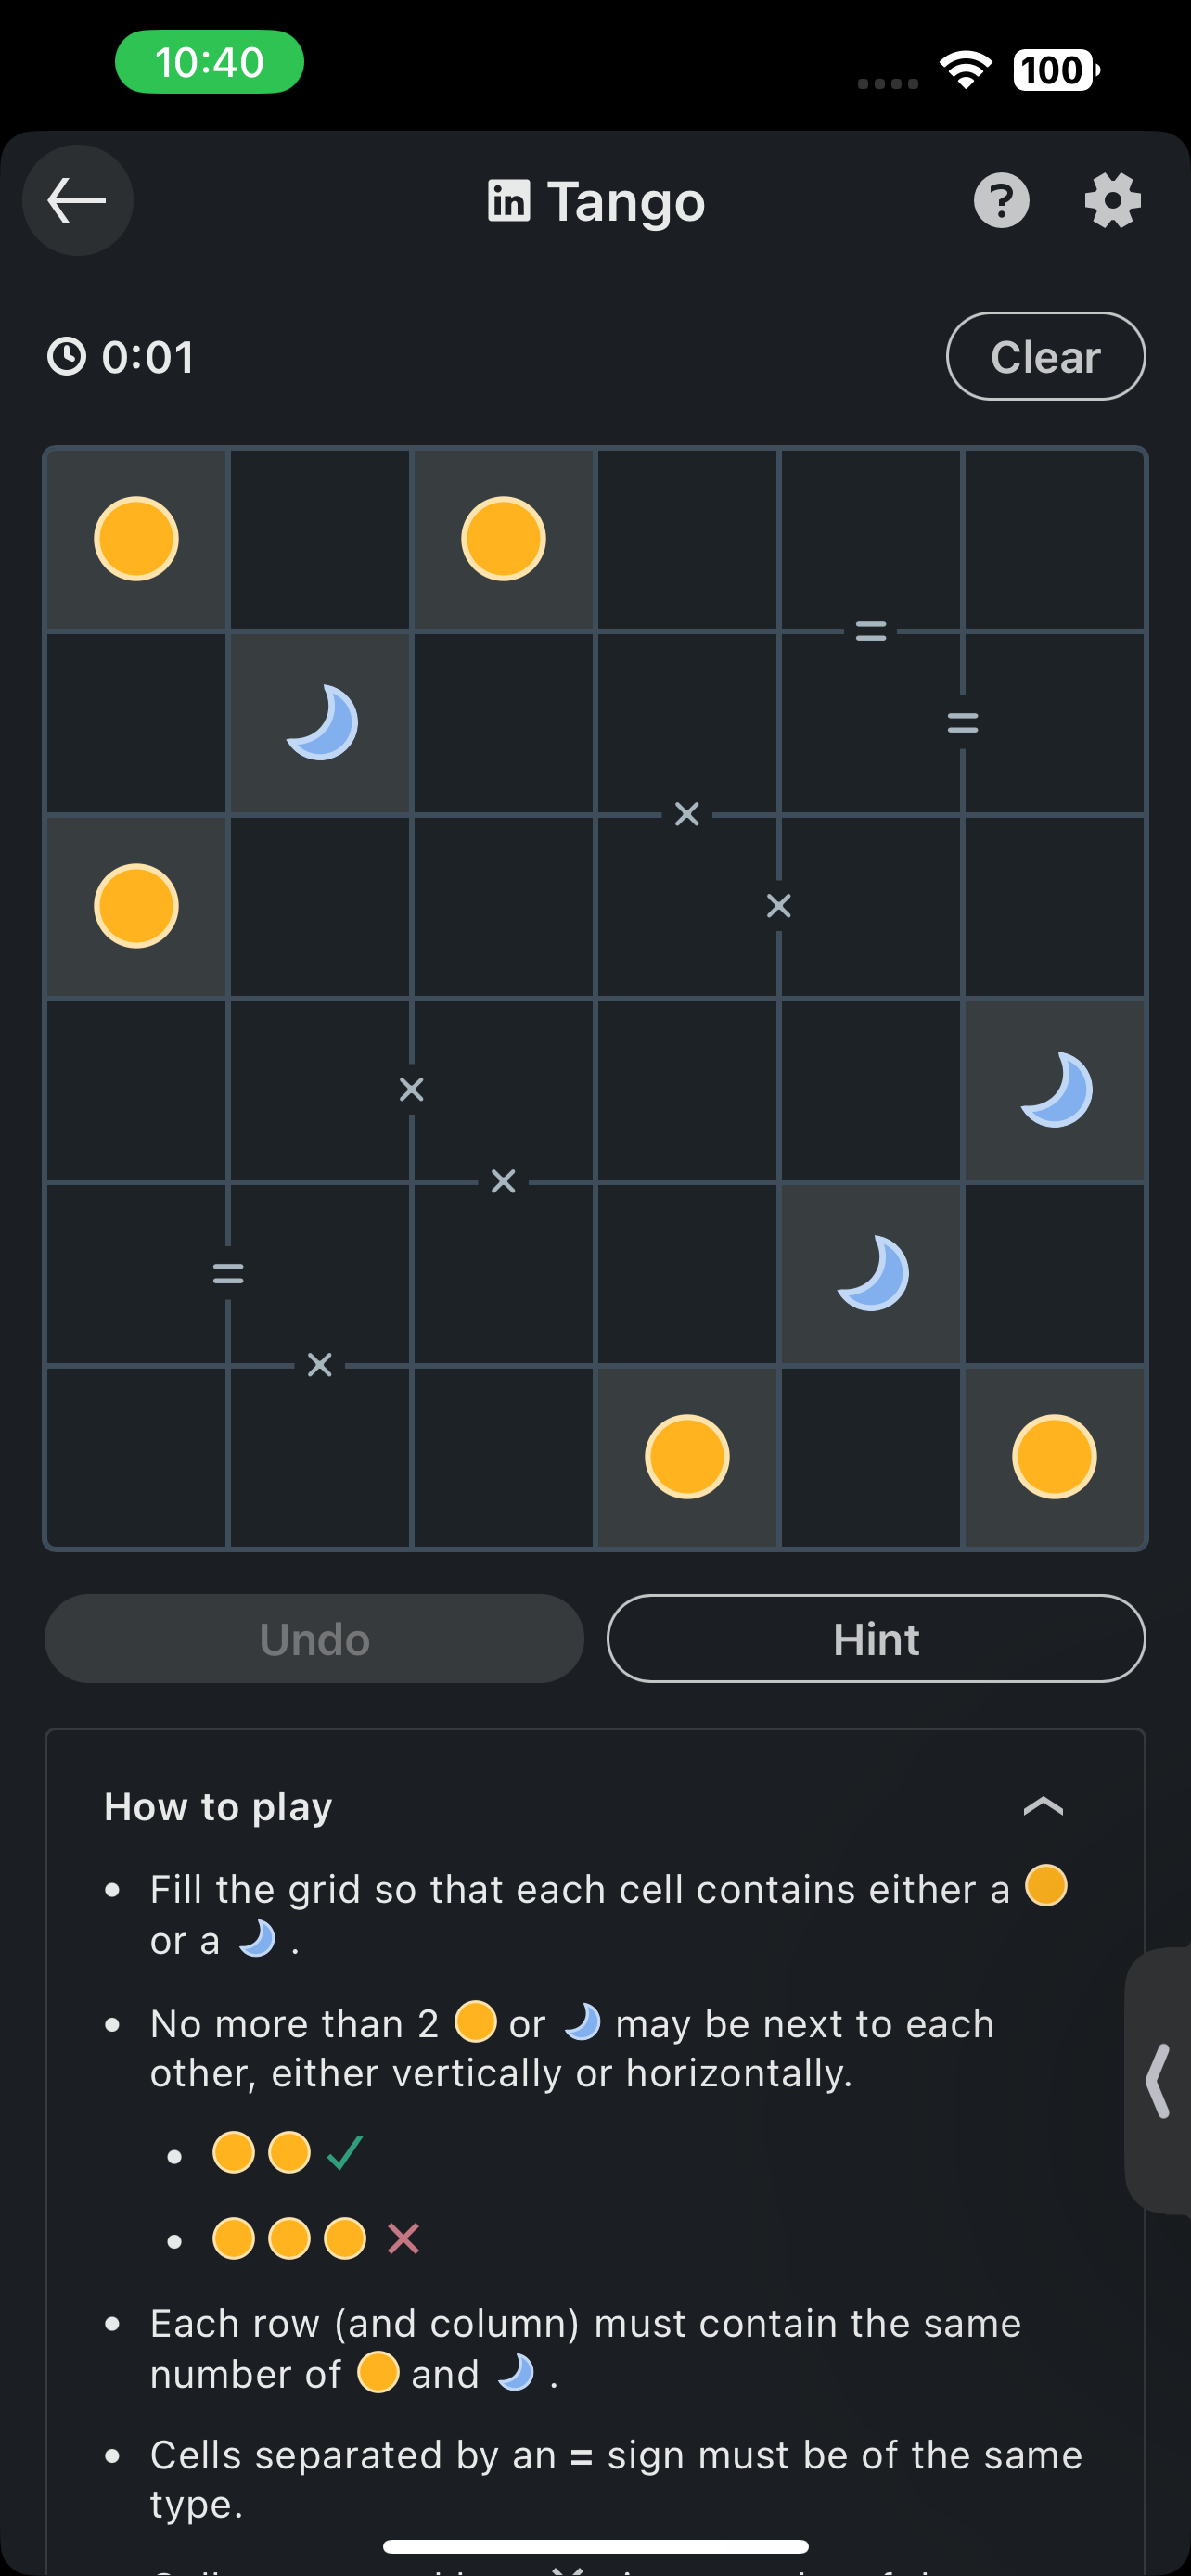 10:40
100
in Tango
?
0:01
Clear
=
=
×
×
×
×
=
×
Undo
Hint
How to play
• Fill the grid so that each cell contains either a
or a .
• No more than 2 or may be next to each
other, either vertically or horizontally.
•
•
• Each row (and column) must contain the same
number of and .
• Cells separated by an = sign must be of the same
type.